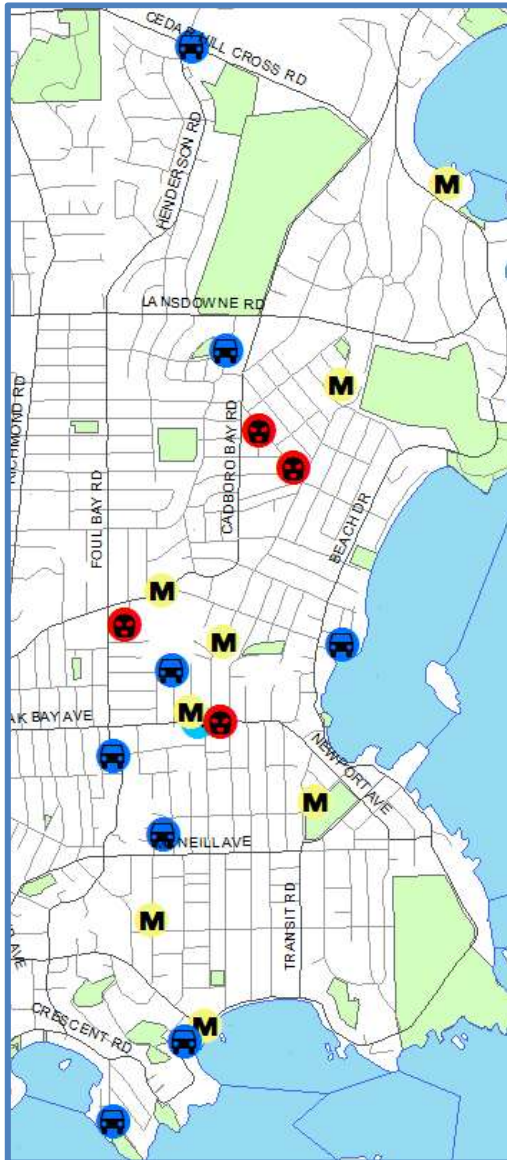 CEDAR HILL CROSS RD
HENDERSON RD
M
LANSDOWNE RD
M
RICHMOND RD
CADBORO BAY RD
FOUL BAY RD
BEACH DR
M
M
M
AK BAY AVE
NEWPORT AVE
M
NEILL AVE
M
TRANSIT RD
AVE
M
CRESCENT RD